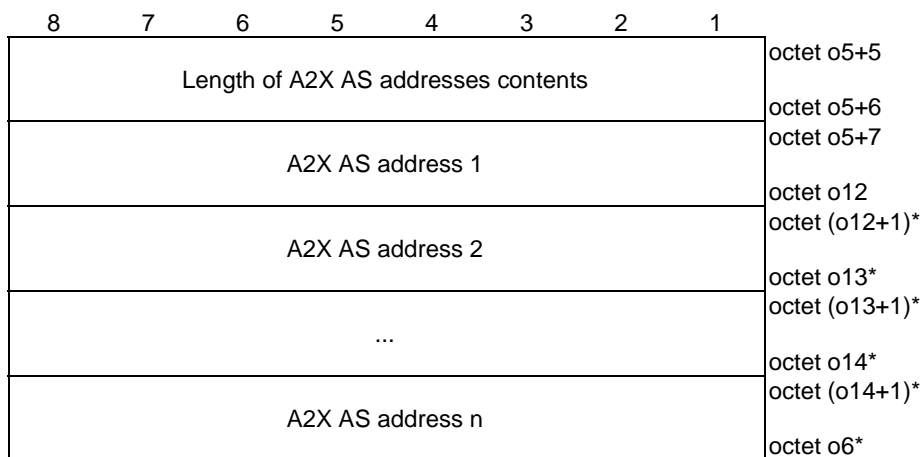 8 7 6 5 4 3 2 1
octet o5+5
Length of A2X AS addresses contents
octet o5+6
octet o5+7
A2X AS address 1
octet o12
octet (o12+1)*
A2X AS address 2
octet o13*
octet (o13+1)*
...
octet o14*
octet (o14+1)*
A2X AS address n
octet o6*